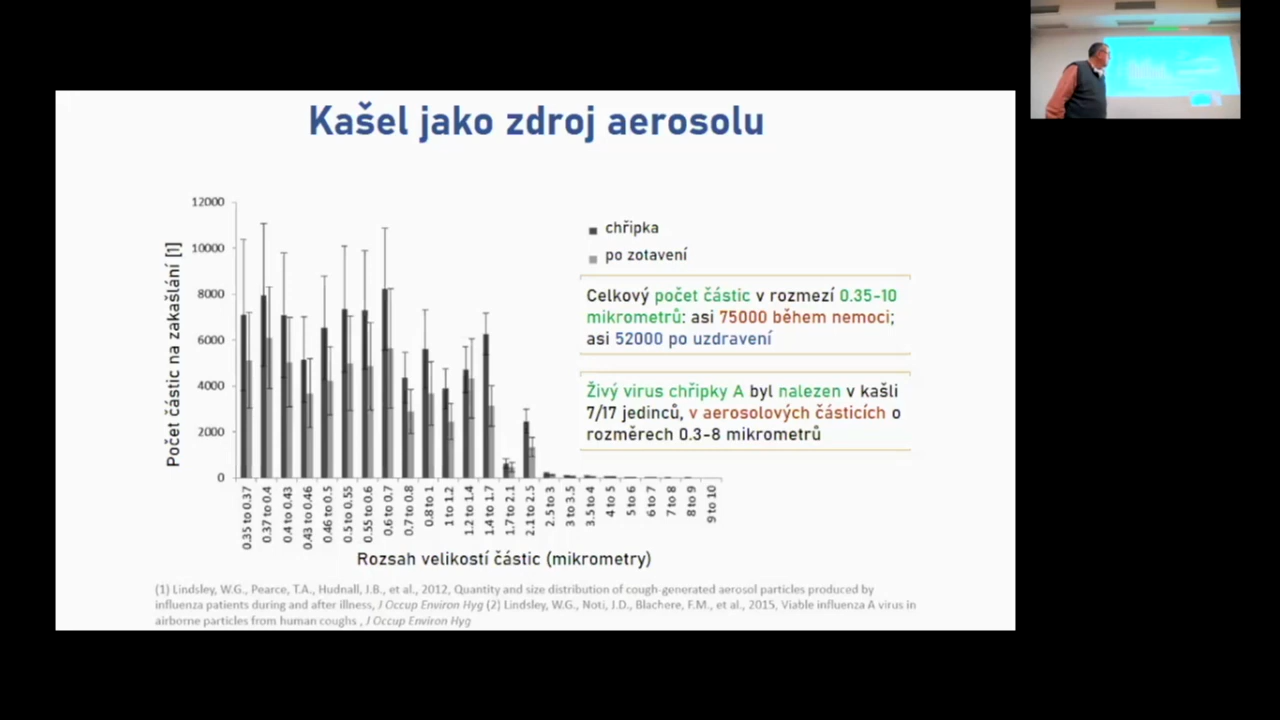 Kašel jako zdroj aerosolu
12000
10000
8000
6000
4000
2000
0
Počet částic na zakašlání [1]
chřipka
po zotavení
Celkový počet částic v rozmezí 0.35-10
mikrometrů: asi 75000 během nemoci;
asi 52000 po uzdravení
Živý virus chřipky A byl nalezen v kašli
7/17 jedinců, v aerosolových částicích o
rozměrech 0.3-8 mikrometrů
0.35 to 0.37
0.37 to 0.4
0.4 to 0.43
0.43 to 0.46
0.46 to 0.5
0.5 to 0.55
0.55 to 0.6
0.6 to 0.7
0.7 to 0.8
0.8 to 1
1 to 1.2
1.2 to 1.4
1.4 to 1.7
1.7 to 2.1
2.1 to 2.5
2.5 to 3
3 to 3.5
3.5 to 4
4 to 5
5 to 6
6 to 7
7 to 8
8 to 9
9 to 10
Rozsah velikostí částic (mikrometry)
(1) Lindsley, W.G., Pearce, T.A., Hudnall, J.B., et al., 2012, Quantity and size distribution of cough-generated aerosol particles produced by
influenza patients during and after illness, J Occup Environ Hyg (2) Lindsley, W.G., Noti, J.D., Blachere, F.M., et al., 2015, Viable influenza A virus in
airborne particles from human coughs , J Occup Environ Hyg